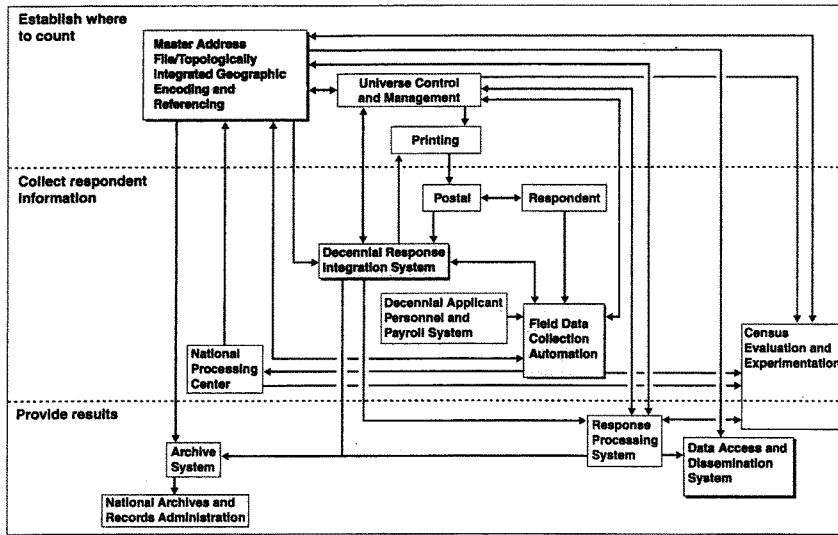 Establish where
to count
Master Address
File/Topologically
Integrated Geographic
Encoding and
Referencing
Universe Control
and Management
Printing
Collect respondent
information
Postal
Respondent
Decennial Response
Integration System
Decennial Applicant
Personnel and
Payroll System
Field Data
Collection
Automation
Census
Evaluation and
Experimentation
National
Processing
Center
Provide results
Response
Processing
System
Archive
System
Data Access and
Dissemination
System
National Archives and
Records Administration